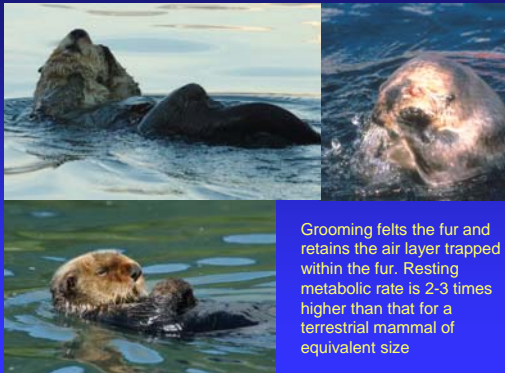 Grooming felts the fur and
retains the air layer trapped
within the fur. Resting
metabolic rate is 2-3 times
higher than that for a
terrestrial mammal of
equivalent size